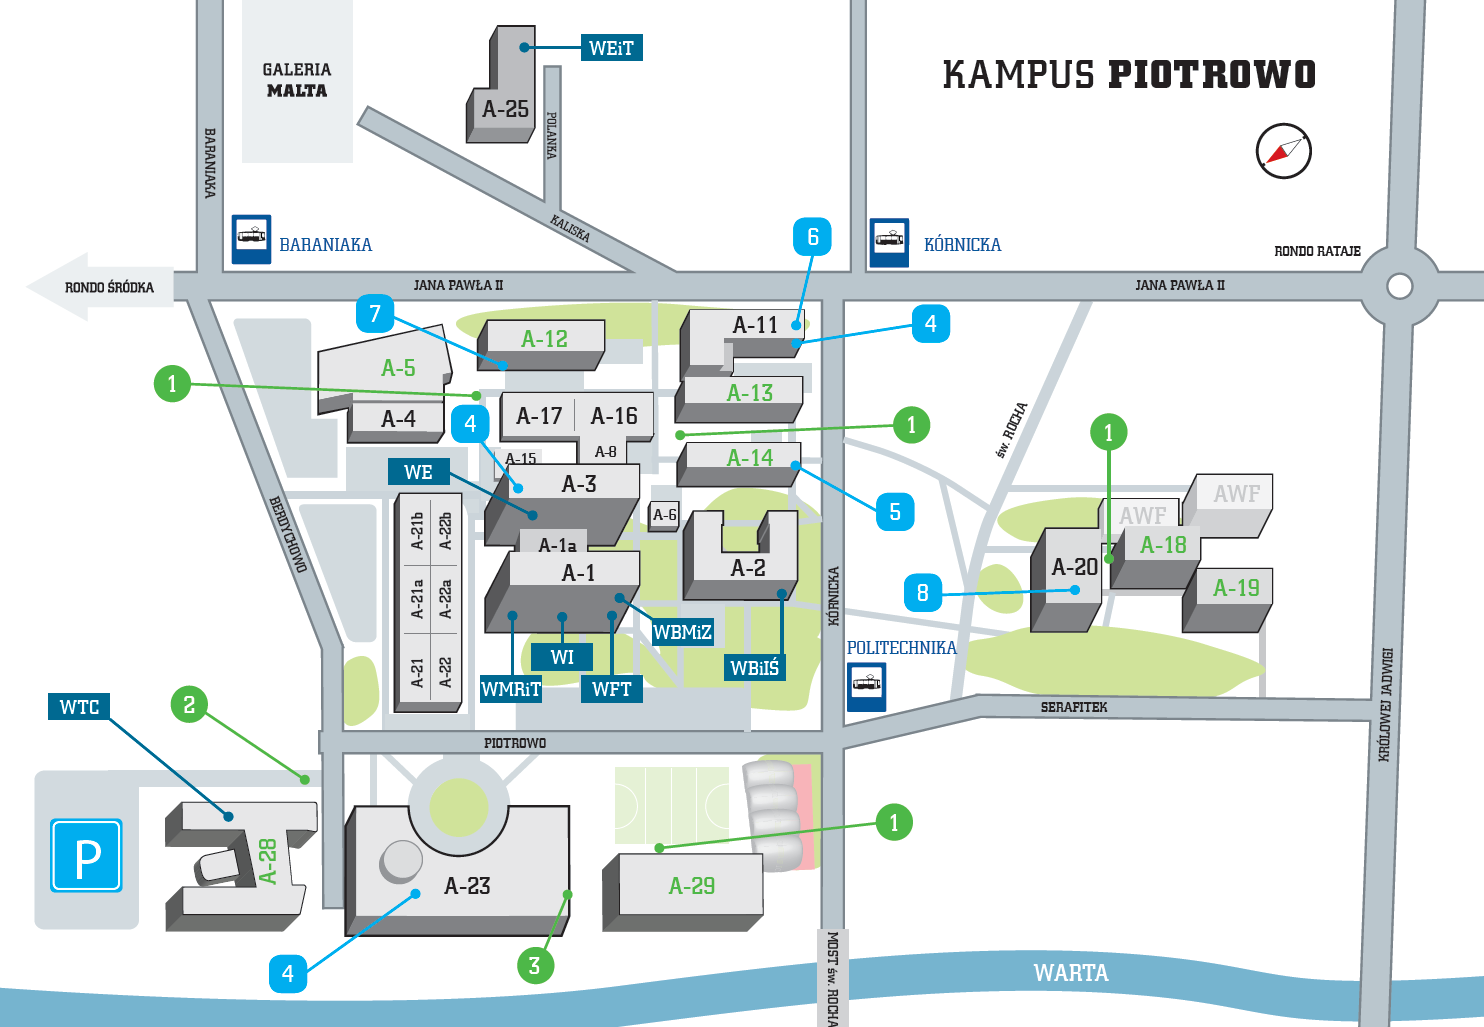 KAMPUS PIOTROWO
WEiT
GALERIA
MALTA
A-25
POLANKA
BARANIAKA
KALISKA
BARANIAKA
6
KÓRNICKA
RONDO RATAJE
RONDO ŚRÓDKA
JANA PAWŁA II
JANA PAWŁA II
7
A-12
A-11
4
A-5
1
A-13
A-4
4
A-17
A-16
1
św. ROCHA
1
A-15
A-8
A-14
WE
A-3
5
AWF
AWF
BERDYCHOWO
A-21b
A-22b
A-6
A-1a
A-18
A-1
A-2
A-20
A-19
A-21a
A-22a
8
KÓRNICKA
WBMiZ
WI
POLITECHNIKA
WMRiT
WFT
WBiIŚ
A-21
A-22
WTC
2
SERAFITEK
KRÓLOWEJ JADWIGI
PIOTROWO
1
P
A-28
A-23
A-29
4
3
MOST św. ROCHA
WARTA